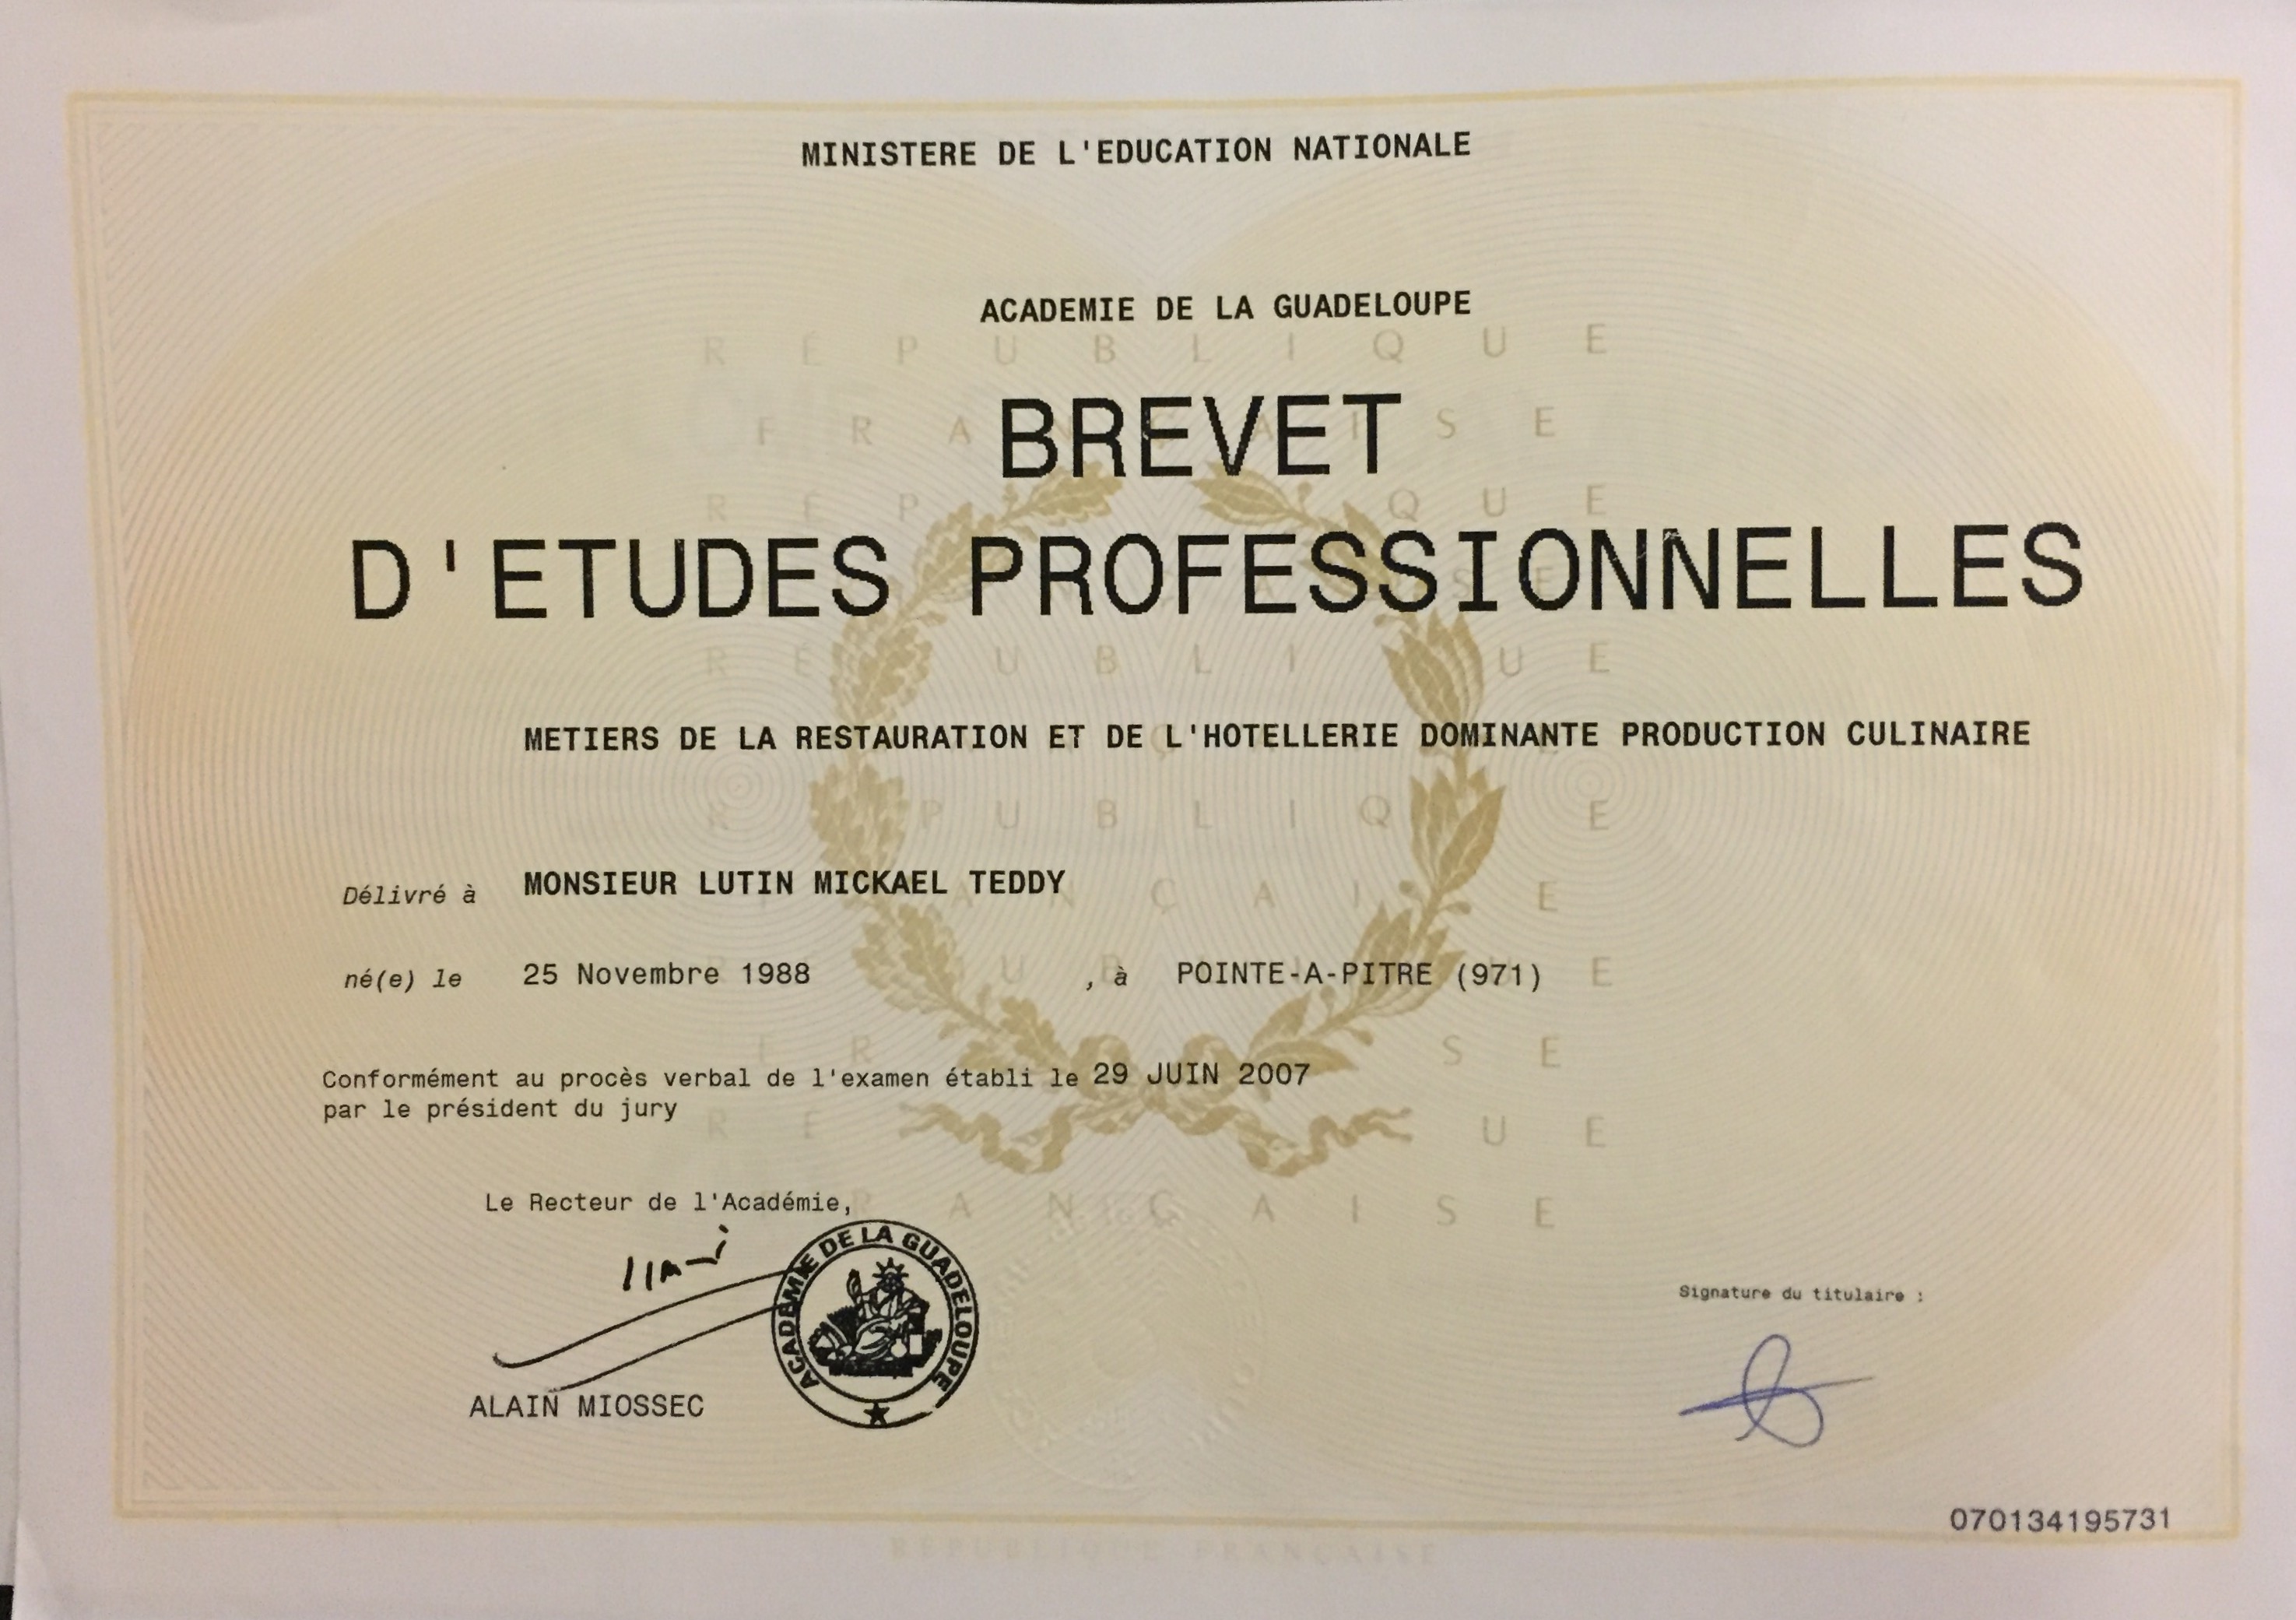 MINISTERE DE L'EDUCATION NATIONALE
ACADEMIE DE LA GUADELOUPE
BREVET
D'ETUDES PROFESSIONNELLES
METIERS DE LA RESTAURATION ET DE L'HOTELLERIE DOMINANTE PRODUCTION CULINAIRE
Délivré à MONSIEUR LUTIN MICKAEL TEDDY
né(e) le 25 Novembre 1988 , à POINTE-A-PITRE (971)
Conformément au procès verbal de l'examen établi le 29 JUIN 2007
par le président du jury
Le Recteur de l'Académie,
ACADÉMIE DE LA GUADELOUPE
ALAIN MIOSSEC
Signature du titulaire :
070134195731
RÉPUBLIQUE FRANÇAISE